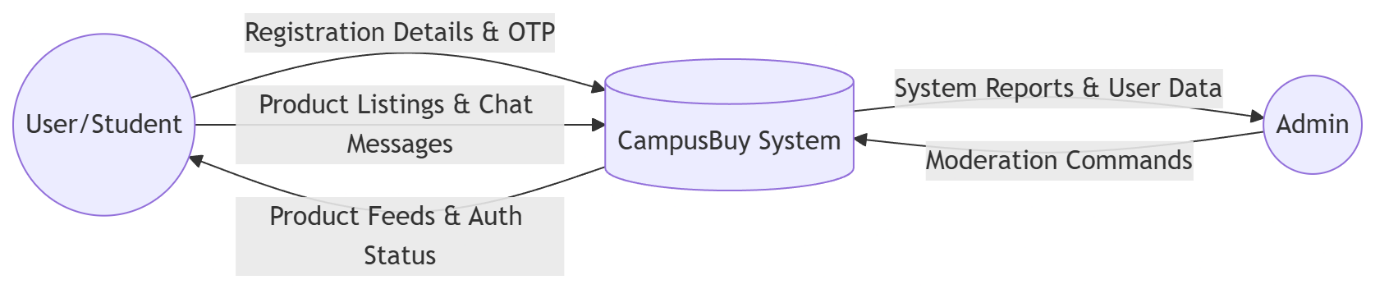 Registration Details & OTP
User/Student
Product Listings & Chat
Messages
Product Feeds & Auth
Status
CampusBuy System
System Reports & User Data
Moderation Commands
Admin